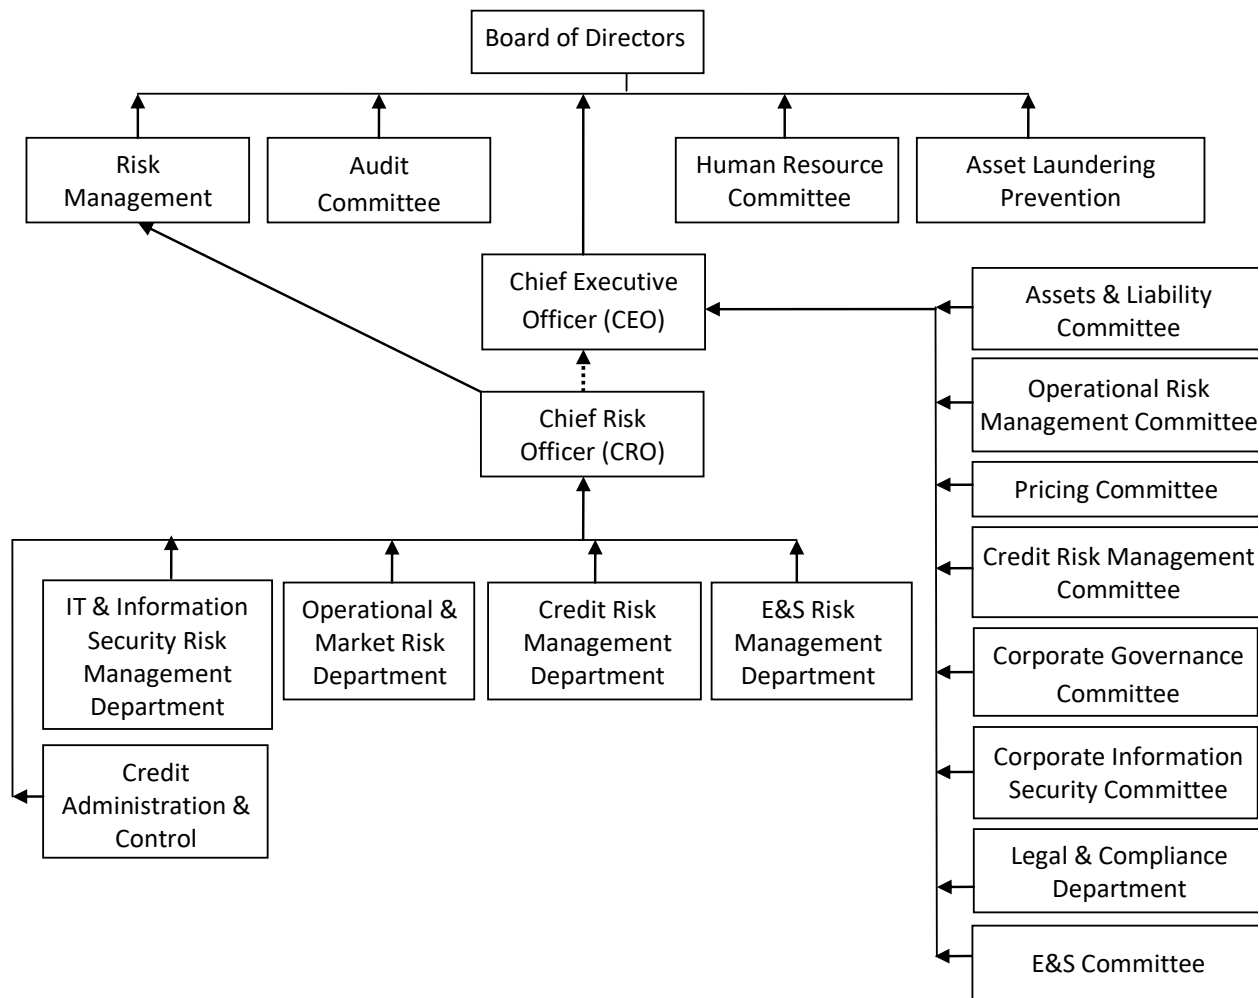 Board of Directors
Risk
Management
Audit
Committee
Human Resource
Committee
Asset Laundering
Prevention
Chief Executive
Officer (CEO)
Assets & Liability
Committee
Operational Risk
Management Committee
Chief Risk
Officer (CRO)
Pricing Committee
Credit Risk Management
Committee
IT & Information
Security Risk
Management
Department
Operational &
Market Risk
Department
Credit Risk
Management
Department
E&S Risk
Management
Department
Corporate Governance
Committee
Corporate Information
Security Committee
Credit
Administration &
Control
Legal & Compliance
Department
E&S Committee